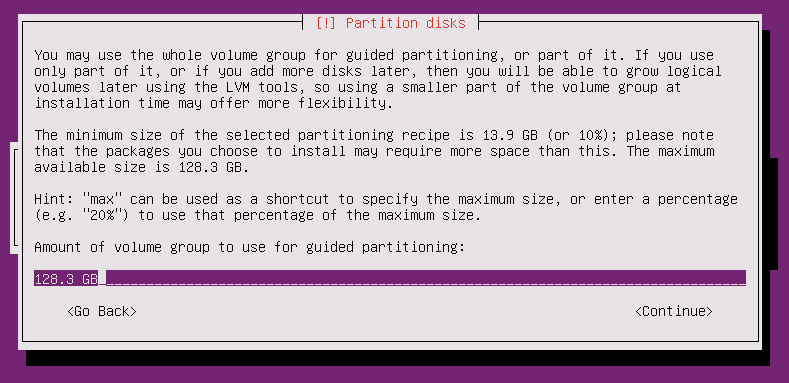 [!] Partition disks
You may use the whole volume group for guided partitioning, or part of it. If you use
only part of it, or if you add more disks later, then you will be able to grow logical
volumes later using the LVM tools, so using a smaller part of the volume group at
installation time may offer more flexibility.
The minimum size of the selected partitioning recipe is 13.9 GB (or 10%); please note
that the packages you choose to install may require more space than this. The maximum
available size is 128.3 GB.
Hint: "max" can be used as a shortcut to specify the maximum size, or enter a percentage
(e.g. "20%") to use that percentage of the maximum size.
Amount of volume group to use for guided partitioning:
128.3 GB
<Go Back> <Continue>